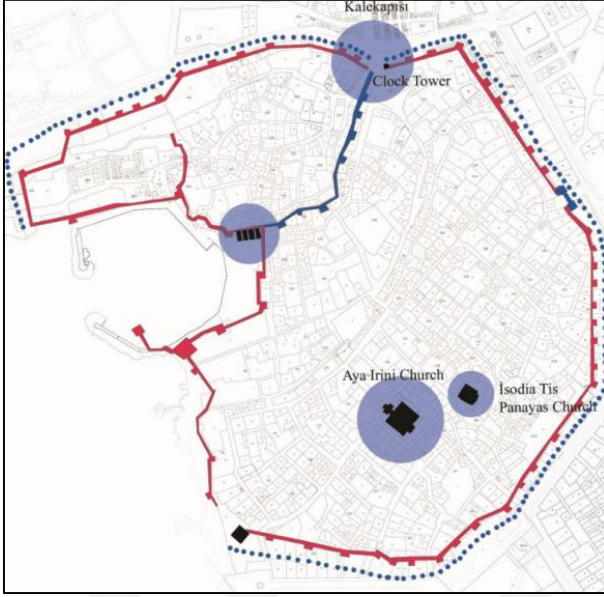 Kalekapısı
Clock Tower
Aya Irini Church
İsodia Tis
Panayas Church